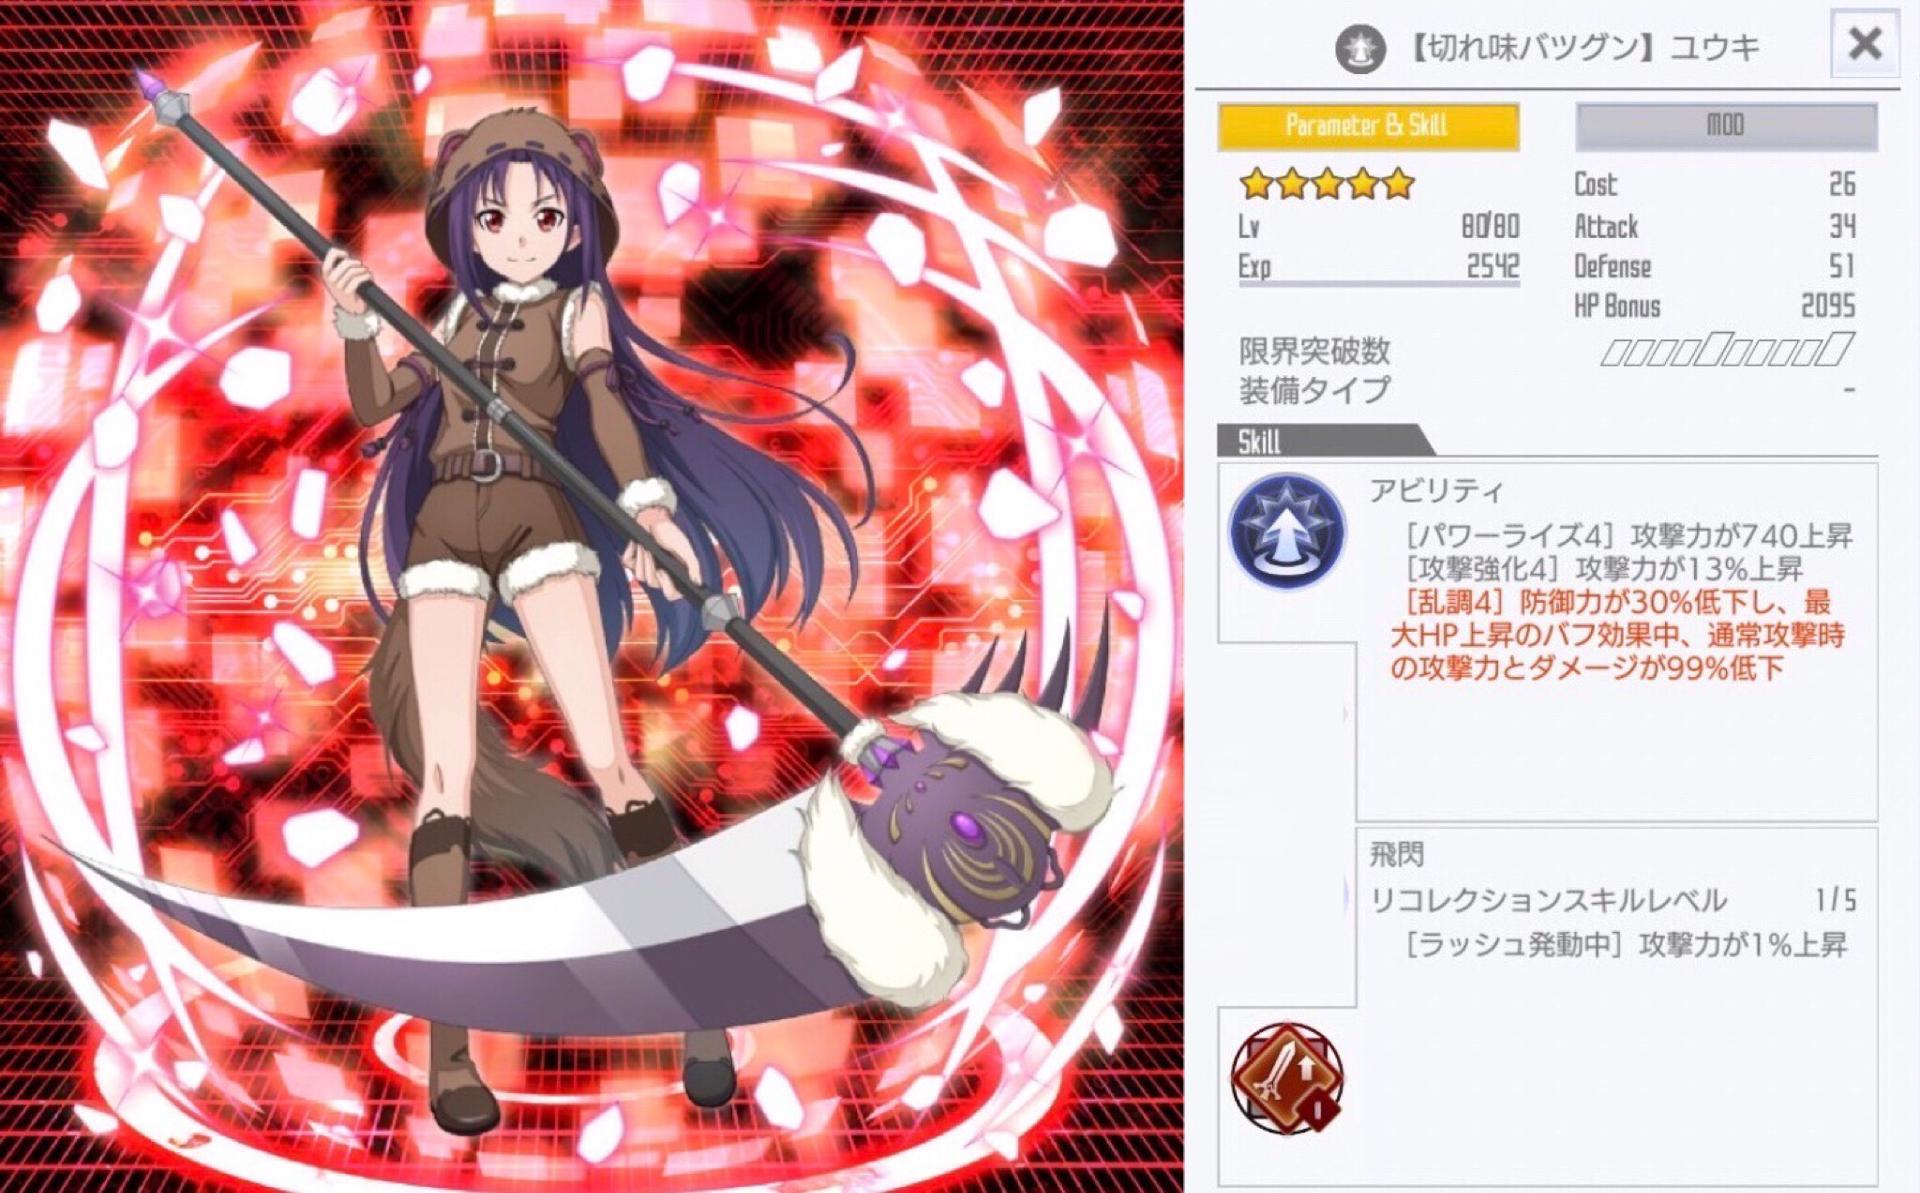 【切れ味バツグン】ユウキ
Parameter & Skill
MOD
Lv 80/80
Exp 2542
Cost 26
Attack 34
Defense 51
HP Bonus 2095
限界突破数
装備タイプ -
Skill
アビリティ
［パワーライズ4］攻撃力が740上昇
［攻撃強化4］攻撃力が13%上昇
［乱調4］防御力が30%低下し、最
大HP上昇のバフ効果中、通常攻撃時
の攻撃力とダメージが99%低下
飛閃
リコレクションスキルレベル 1/5
［ラッシュ発動中］攻撃力が1%上昇
I